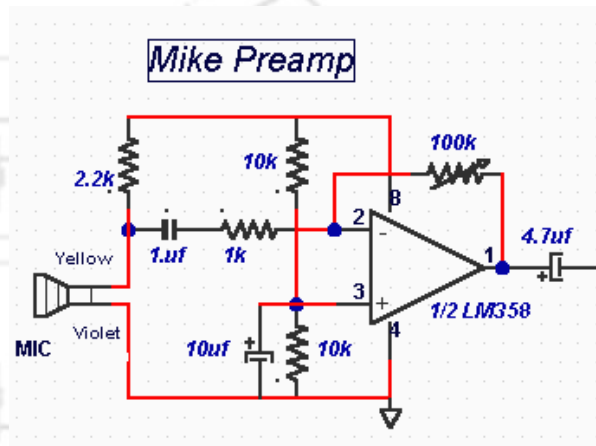 Mike Preamp
100k
10k
2.2k
8
2
-
1
4.7uf
+
Yellow
1.uf
1k
3
+
1/2 LM358
Violet
MIC
10uf
+
10k
4